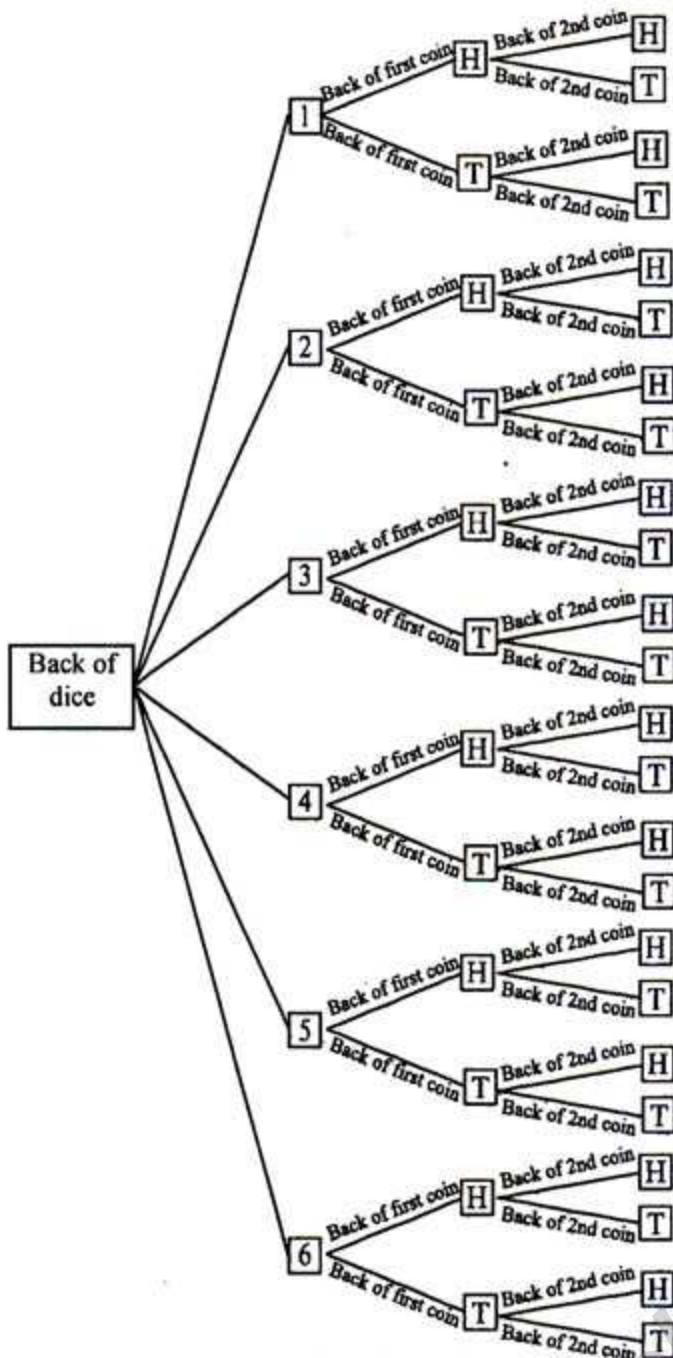 Back of 2nd coin H
Back of first coin H
Back of 2nd coin T
1
Back of 2nd coin H
Back of first coin T
Back of 2nd coin T
Back of 2nd coin H
Back of first coin H
Back of 2nd coin T
2
Back of 2nd coin H
Back of first coin T
Back of 2nd coin T
Back of 2nd coin H
Back of first coin H
Back of 2nd coin T
3
Back of 2nd coin H
Back of first coin T
Back of 2nd coin T
Back of
dice
Back of 2nd coin H
Back of first coin H
Back of 2nd coin T
4
Back of 2nd coin H
Back of first coin T
Back of 2nd coin T
Back of 2nd coin H
Back of first coin H
Back of 2nd coin T
5
Back of 2nd coin H
Back of first coin T
Back of 2nd coin T
Back of 2nd coin H
Back of first coin H
Back of 2nd coin T
6
Back of 2nd coin H
Back of first coin T
Back of 2nd coin T